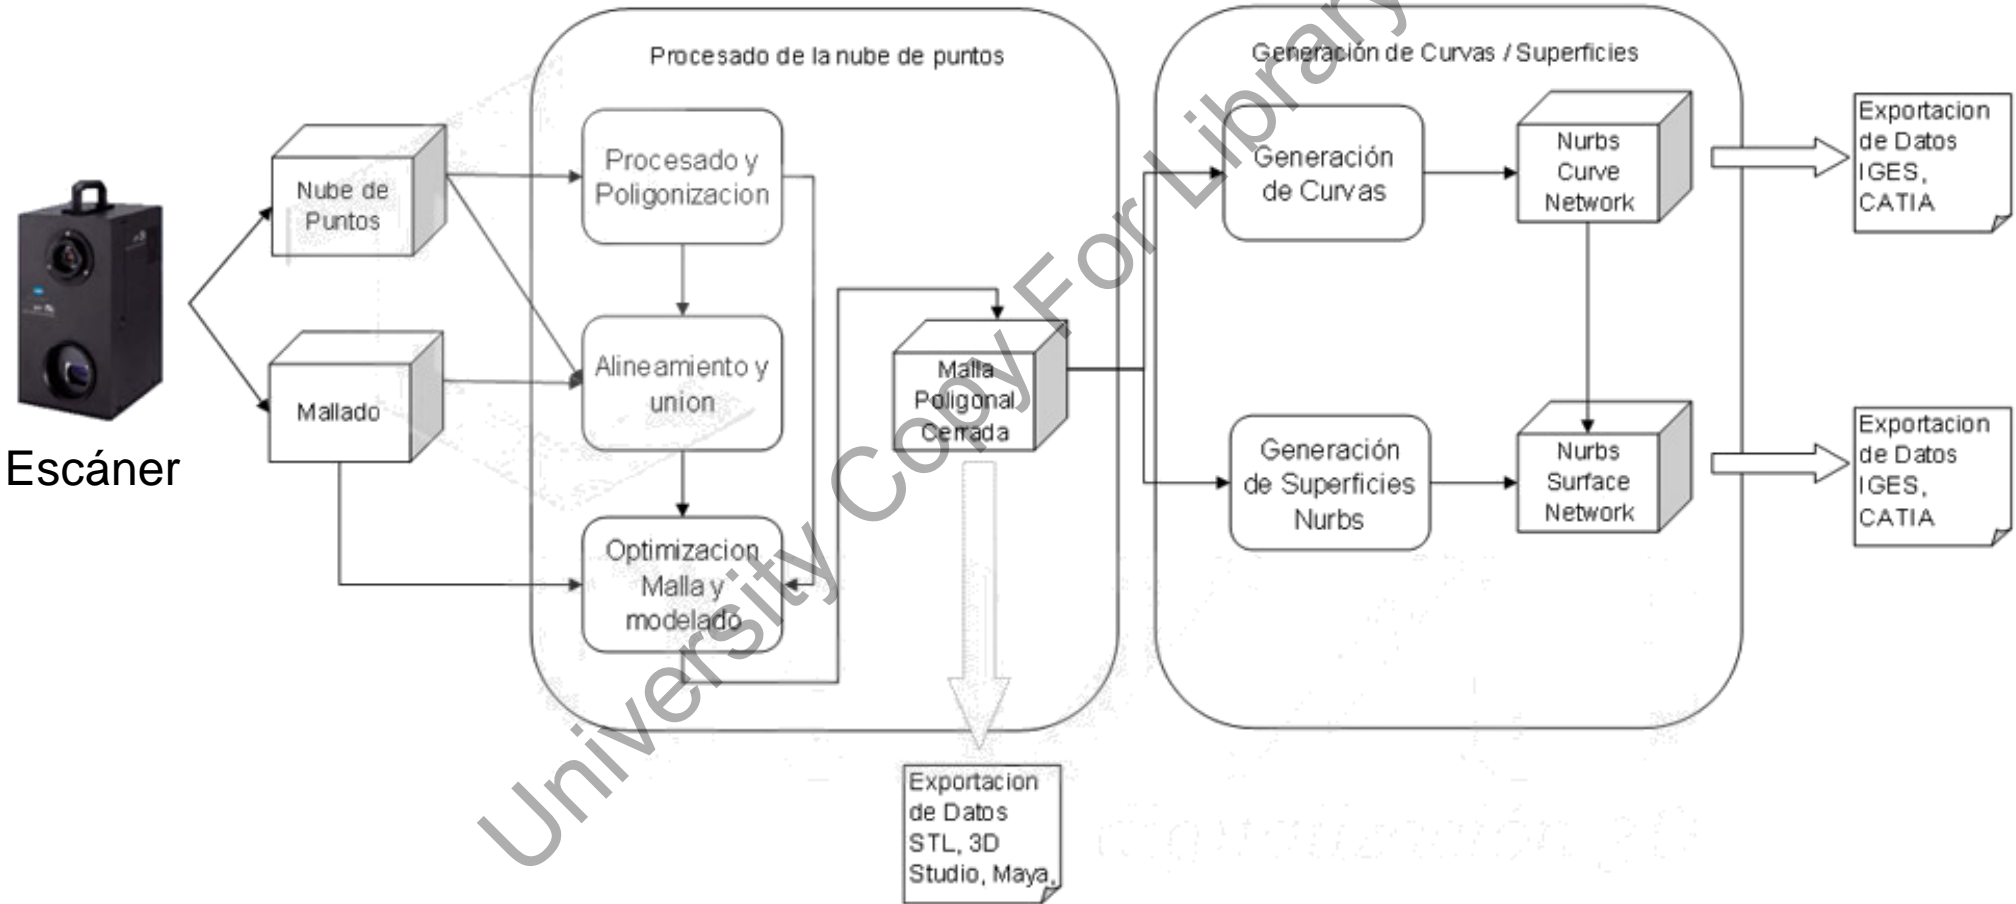 Procesado de la nube de puntos
Generación de Curvas / Superficies
Nube de
Puntos
Mallado
Escáner
Procesado y
Poligonizacion
Alineamiento y
union
Optimizacion
Malla y
modelado
Malla
Poligonal
Cerrada
Exportacion
de Datos
STL, 3D
Studio, Maya,
Generación
de Curvas
Nurbs
Curve
Network
Exportacion
de Datos
IGES,
CATIA
Generación
de Superficies
Nurbs
Nurbs
Surface
Network
Exportacion
de Datos
IGES,
CATIA
University Copy For Library